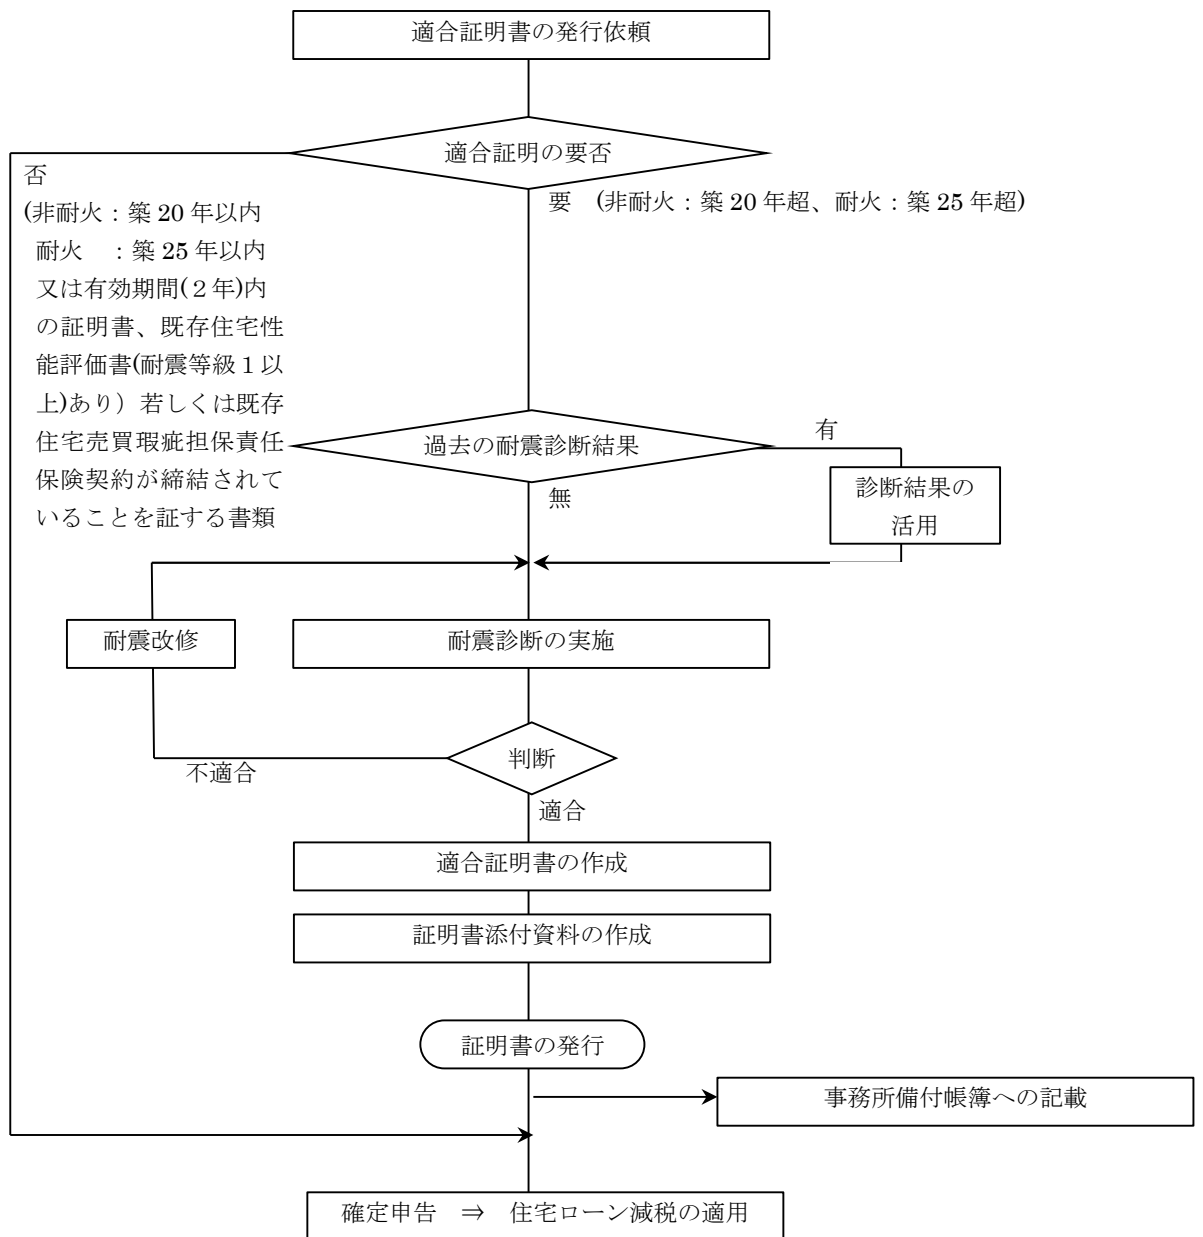 適合証明書の発行依頼
適合証明の要否
否
(非耐火：築 20 年以内
耐火　：築 25 年以内
又は有効期間(２年)内
の証明書、既存住宅性
能評価書(耐震等級１以
上)あり）若しくは既存
住宅売買瑕疵担保責任
保険契約が締結されて
いることを証する書類
要　(非耐火：築 20 年超、耐火：築 25 年超)
過去の耐震診断結果
有
診断結果の
活用
無
耐震改修
耐震診断の実施
判断
不適合
適合
適合証明書の作成
証明書添付資料の作成
証明書の発行
事務所備付帳簿への記載
確定申告　⇒　住宅ローン減税の適用